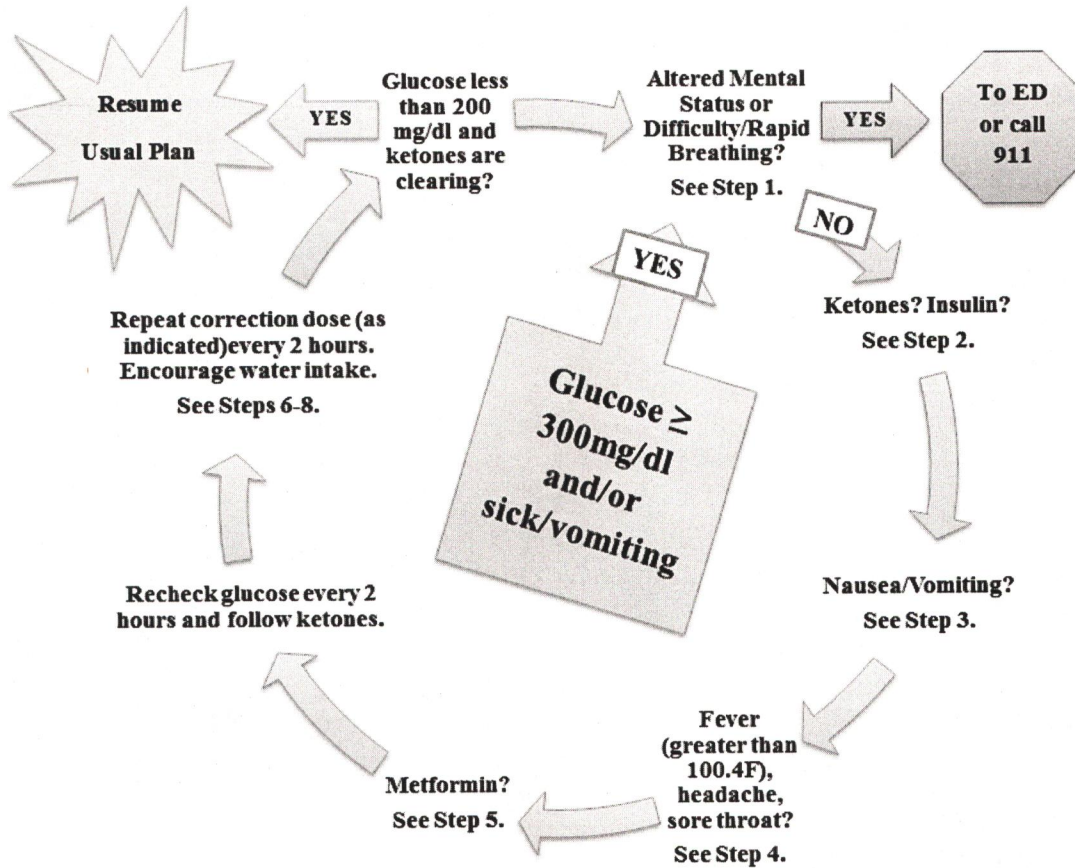 Resume
Usual Plan
YES
Glucose less
than 200
mg/dl and
ketones are
clearing?
Altered Mental
Status or
Difficulty/Rapid
Breathing?
See Step 1.
YES
To ED
or call
911
NO
YES
Glucose ≥
300mg/dl
and/or
sick/vomiting
Ketones? Insulin?
See Step 2.
Nausea/Vomiting?
See Step 3.
Fever
(greater than
100.4F),
headache,
sore throat?
See Step 4.
Metformin?
See Step 5.
Recheck glucose every 2
hours and follow ketones.
Repeat correction dose (as
indicated)every 2 hours.
Encourage water intake.
See Steps 6-8.